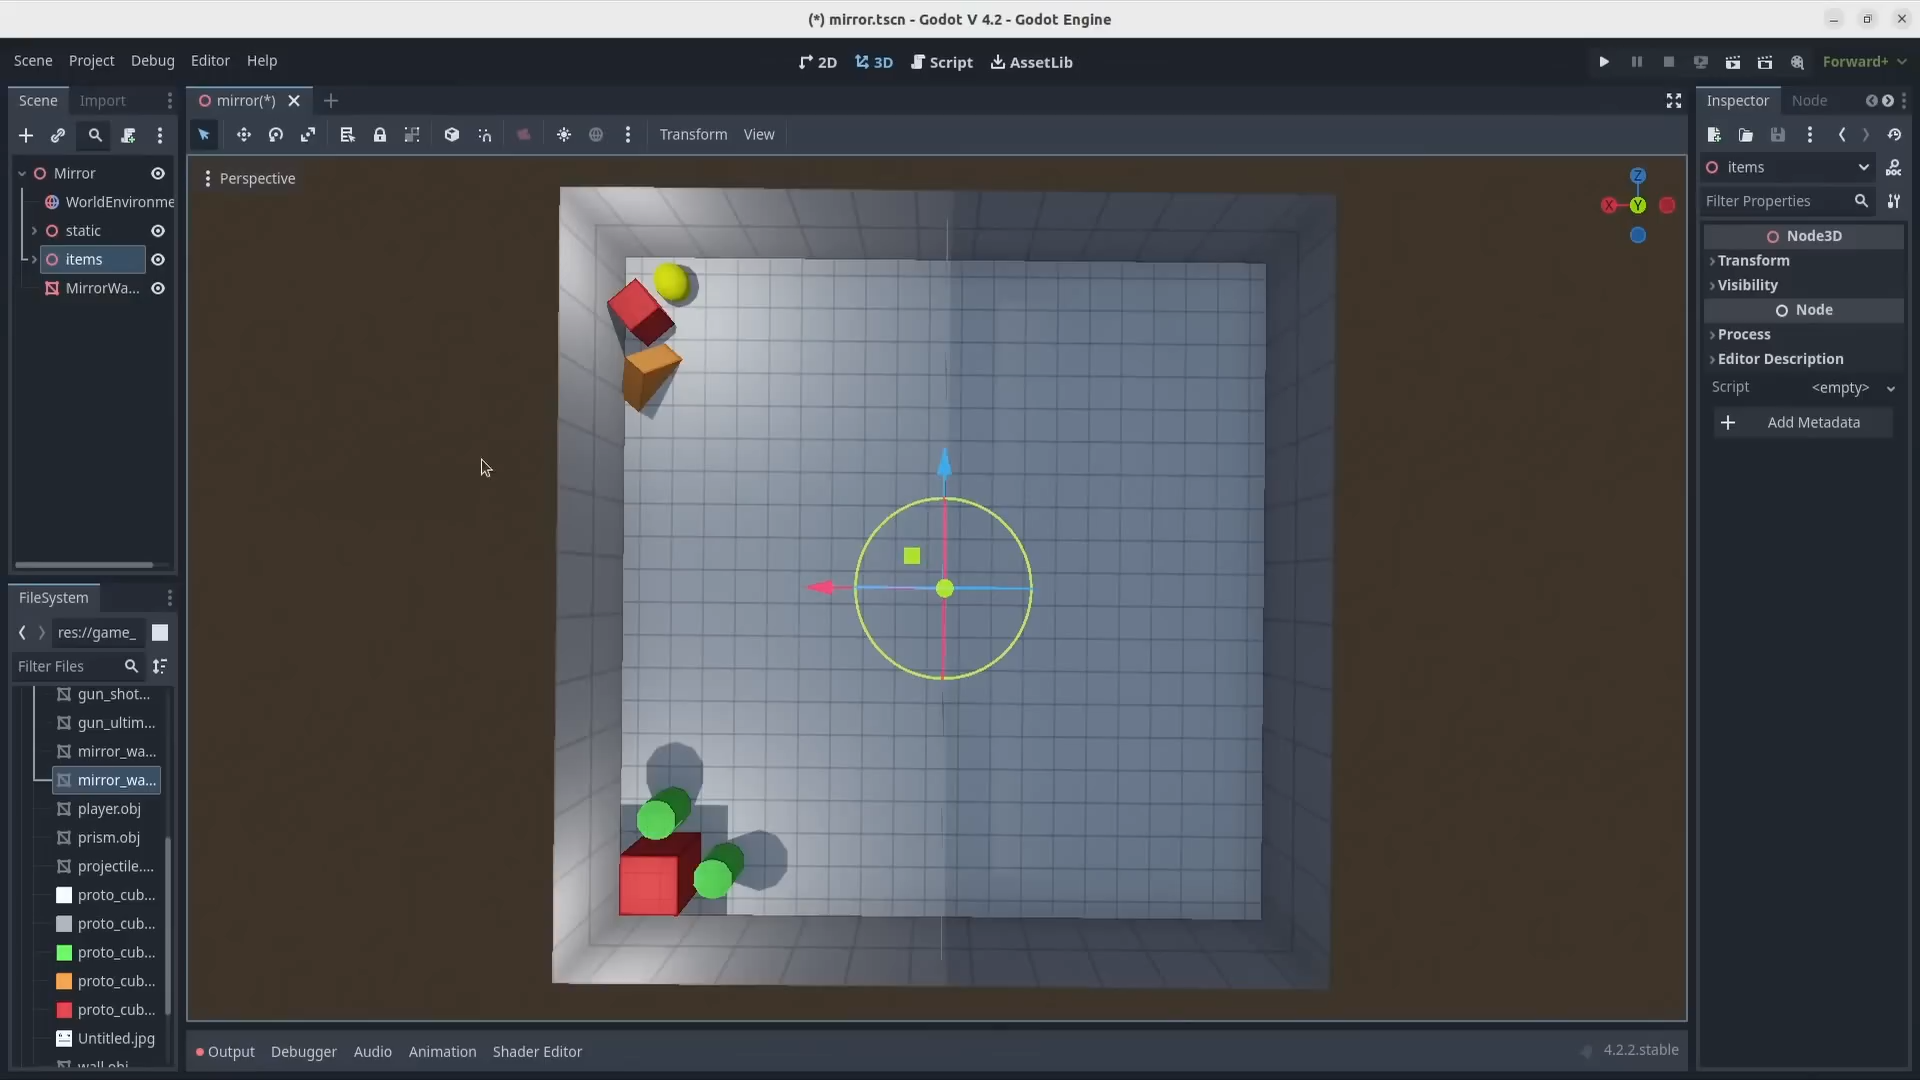 (*) mirror.tscn - Godot V 4.2 - Godot Engine
Scene Project Debug Editor Help
2D 3D Script AssetLib
Forward+
Scene Import
mirror(*)
Inspector Node
Transform View
Mirror
WorldEnvironme
static
items
MirrorWa...
Perspective
Z
X Y
items
DOC
Filter Properties
Node3D
Transform
Visibility
Node
Process
Editor Description
Script <empty>
Add Metadata
FileSystem
res://game_
Filter Files
gun_shot...
gun_ultim...
mirror_wa...
mirror_wa...
player.obj
prism.obj
projectile....
proto_cub...
proto_cub...
proto_cub...
proto_cub...
proto_cub...
Untitled.jpg
wall.obj
Output Debugger Audio Animation Shader Editor
4.2.2.stable